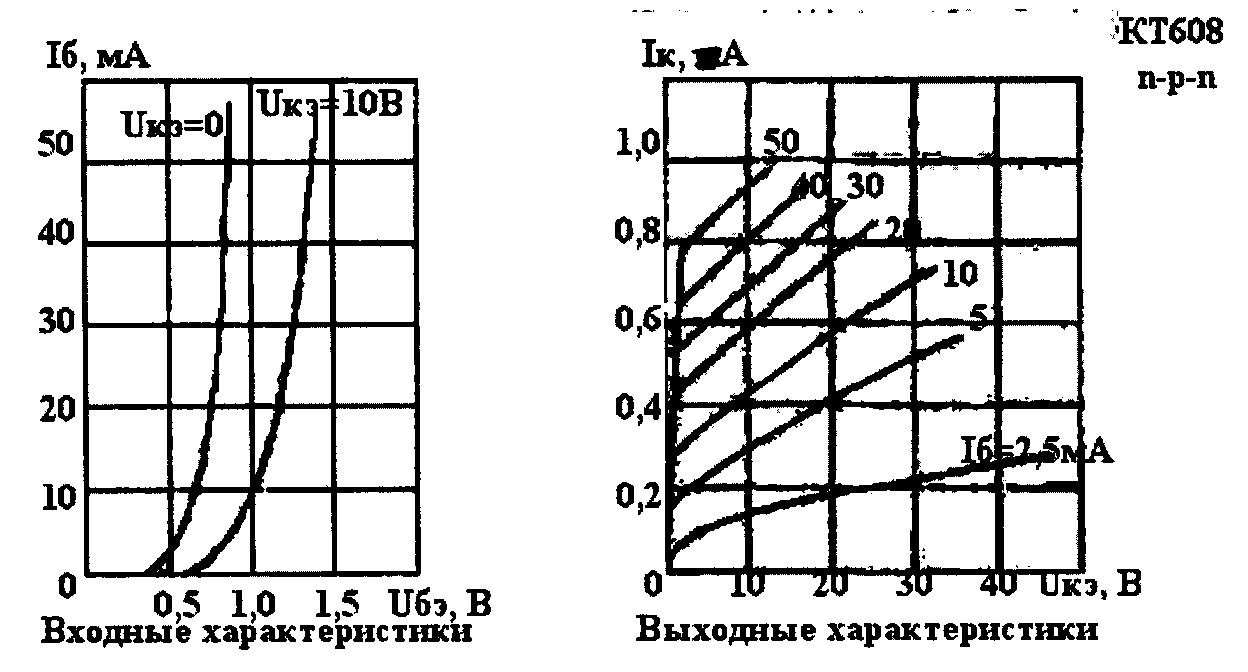 Iб, мА
Uкэ=0
Uкэ=10В
50
40
30
20
10
0
0,5 1,0 1,5 Uбэ, В
Входные характеристики
КТ608
n-p-n
Iк, А
1,0
0,8
0,6
0,4
0,2
50
40
30
20
10
5
Iб=2,5мА
0 10 20 30 40 Uкэ, В
Выходные характеристики